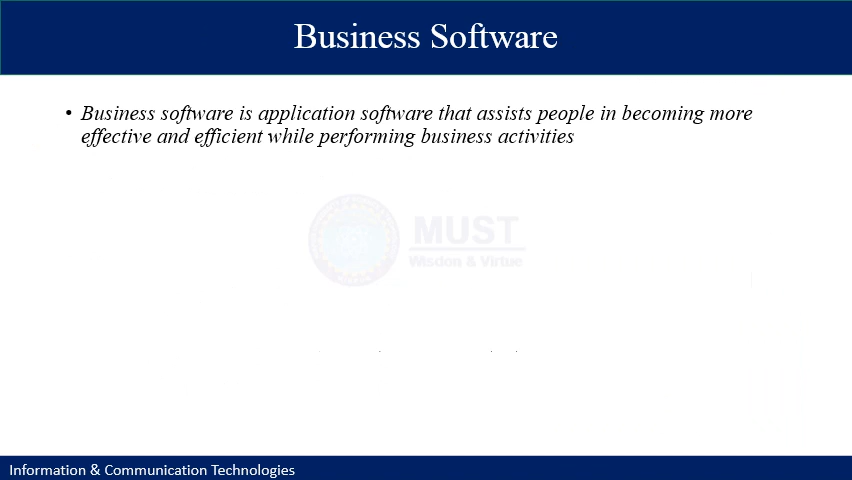 Business Software
• Business software is application software that assists people in becoming more
effective and efficient while performing business activities
MUST
Wisdom & Virtue
Information & Communication Technologies